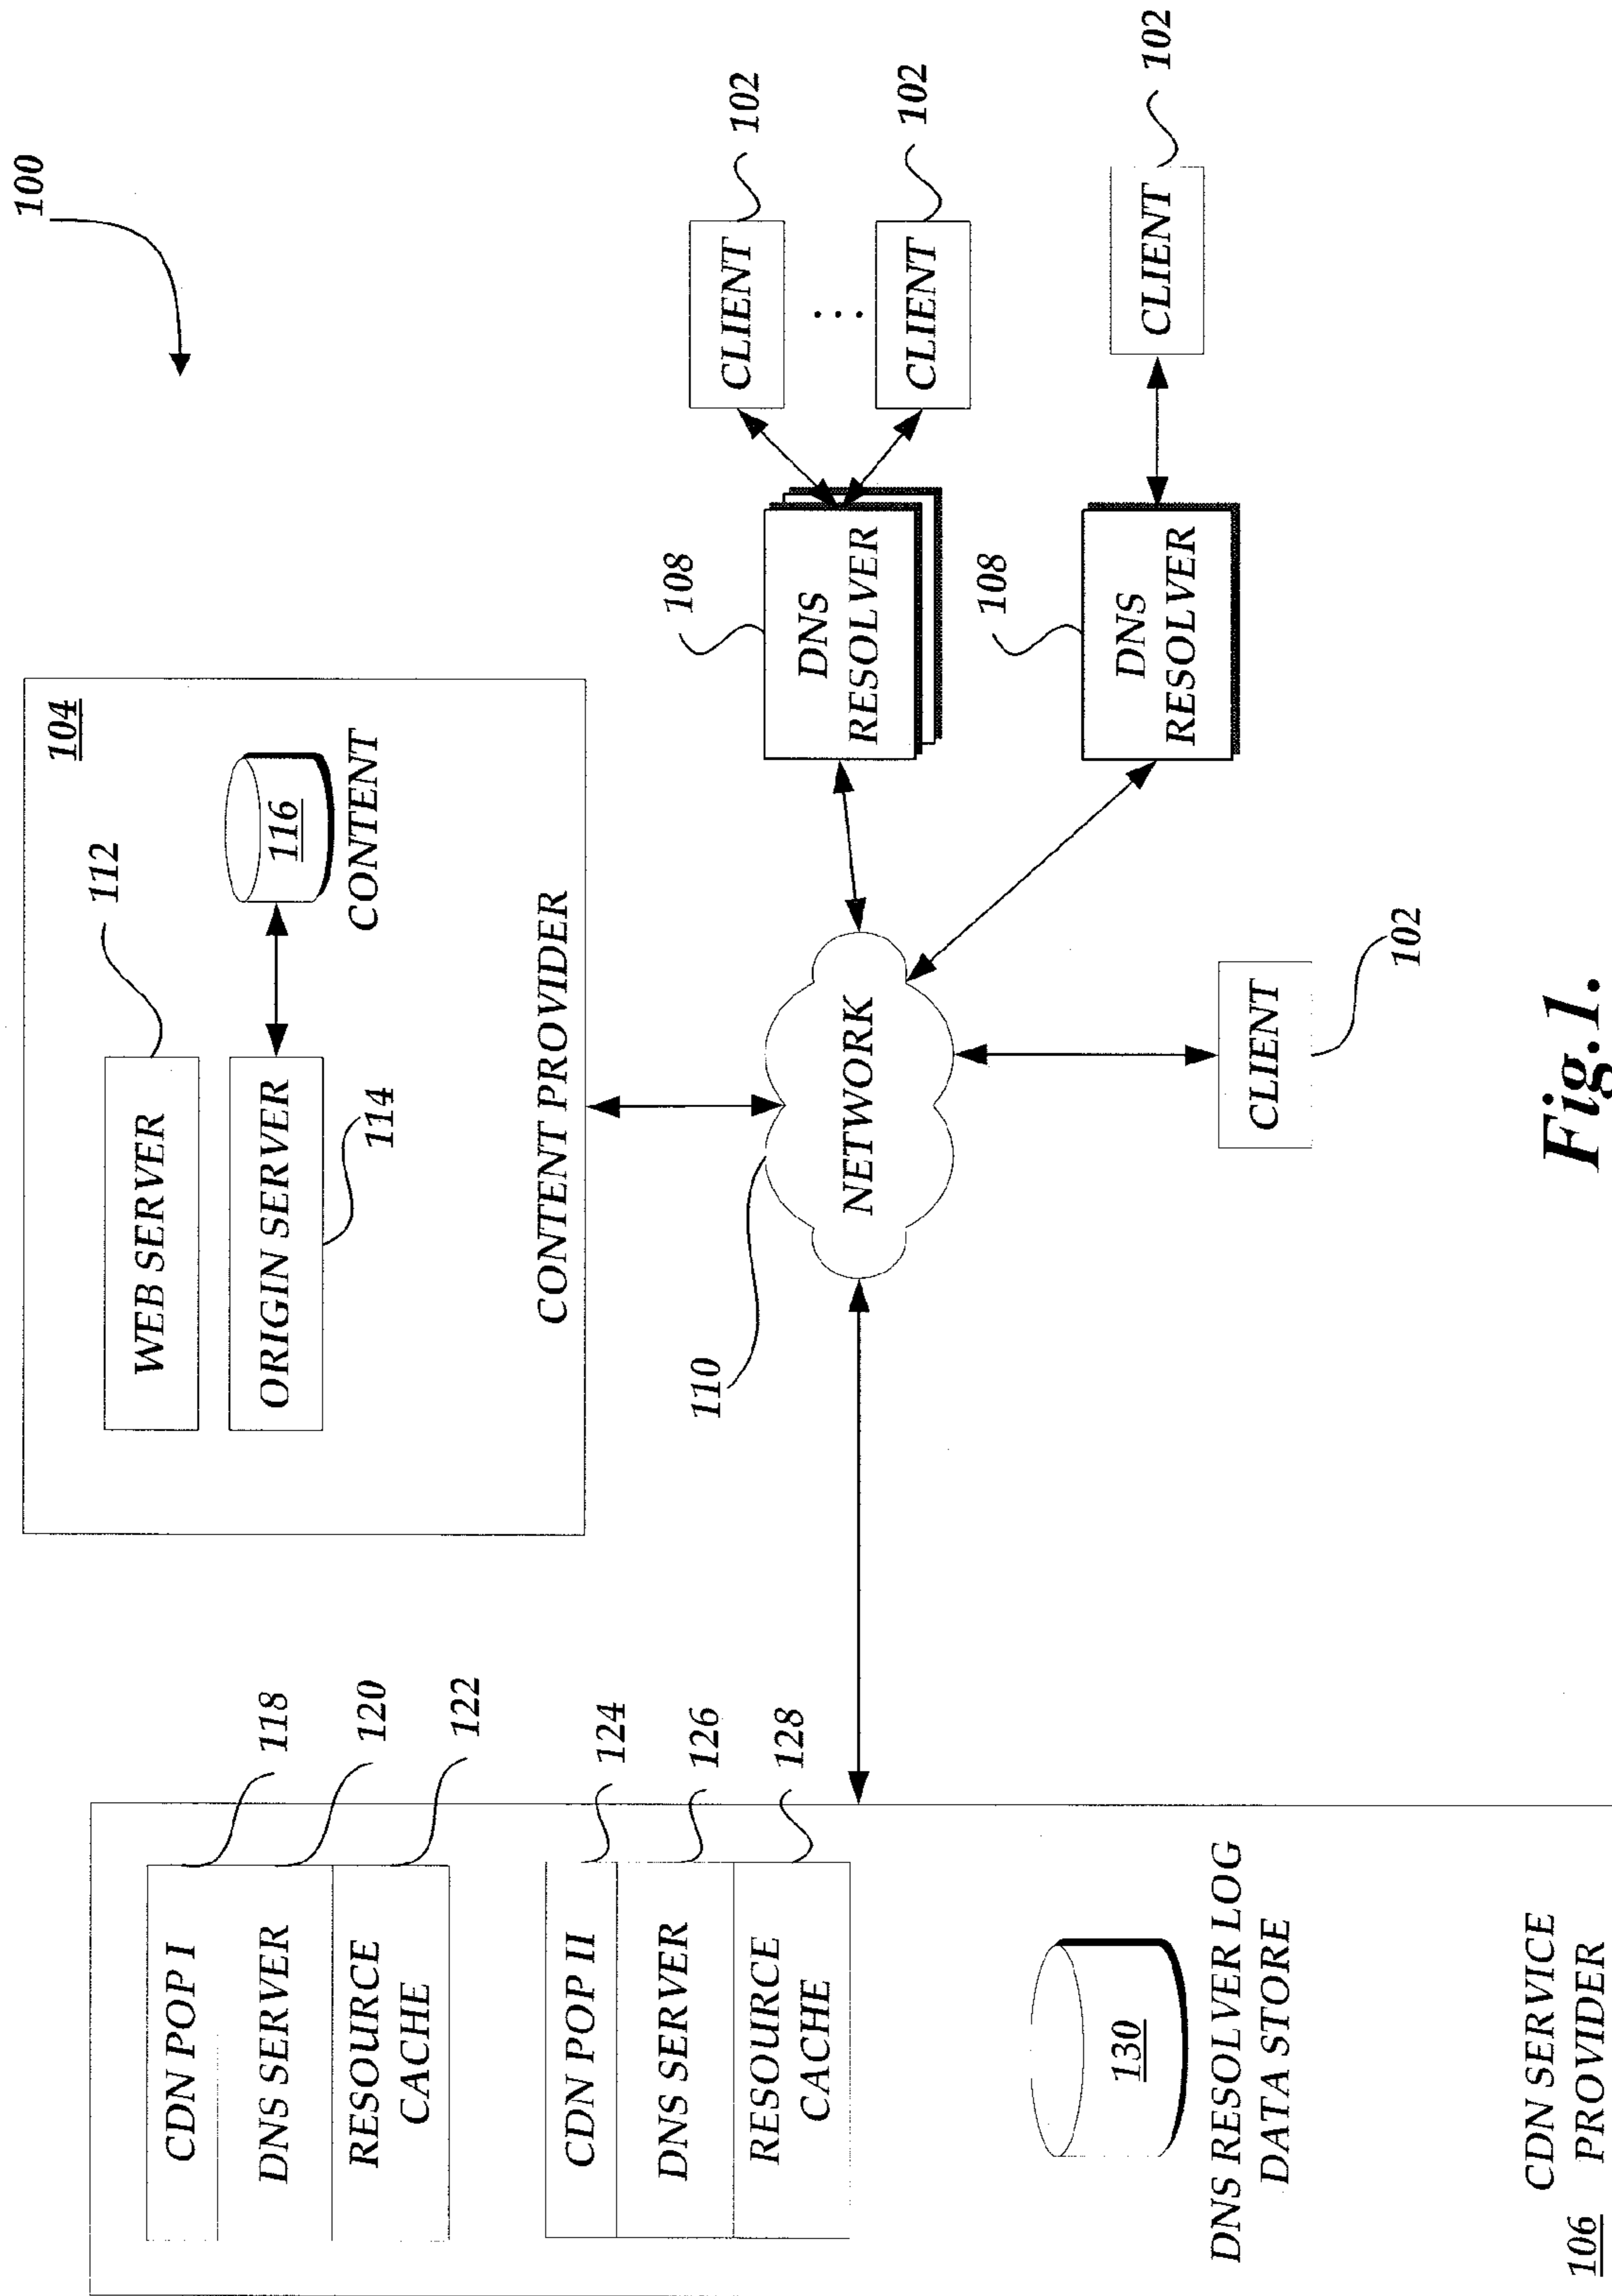 100
104
WEB SERVER
112
ORIGIN SERVER
114
116
CONTENT
CONTENT PROVIDER
CDN POP I
118
DNS SERVER
120
RESOURCE
CACHE
122
CDN POP II
124
DNS SERVER
126
RESOURCE
CACHE
128
130
DNS RESOLVER LOG
DATA STORE
CDN SERVICE
PROVIDER
106
110
NETWORK
108
DNS
RESOLVER
CLIENT
102
...
CLIENT
102
108
DNS
RESOLVER
CLIENT
102
CLIENT
102
Fig.1.